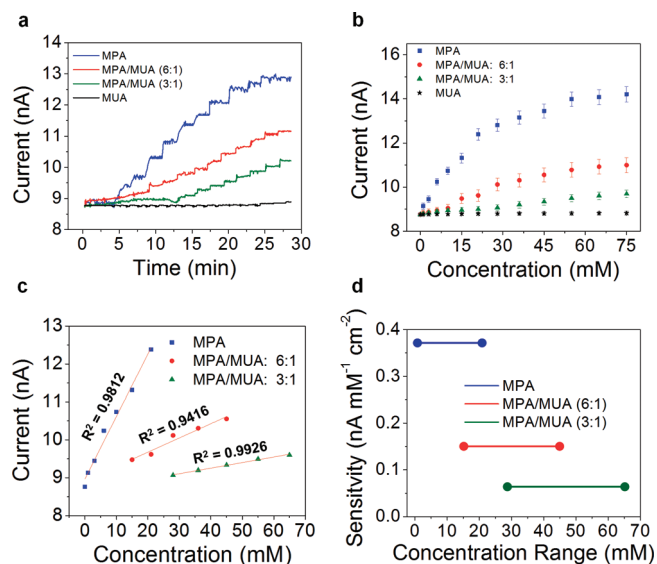 a
MPA
MPA/MUA (6:1)
MPA/MUA (3:1)
MUA
14
13
12
11
10
9
8
0 5 10 15 20 25 30
Current (nA)
Time (min)
b
MPA
MPA/MUA: 6:1
MPA/MUA: 3:1
MUA
16
14
12
10
8
0 15 30 45 60 75
Current (nA)
Concentration (mM)
c
MPA
MPA/MUA: 6:1
MPA/MUA: 3:1
R² = 0.9812
R² = 0.9416
R² = 0.9926
13
12
11
10
9
8
0 10 20 30 40 50 60 70
Current (nA)
Concentration (mM)
d
MPA
MPA/MUA (6:1)
MPA/MUA (3:1)
0.4
0.3
0.2
0.1
0.0
0 10 20 30 40 50 60 70
Sensitvity (nA mM⁻¹ cm⁻²)
Concentration Range (mM)